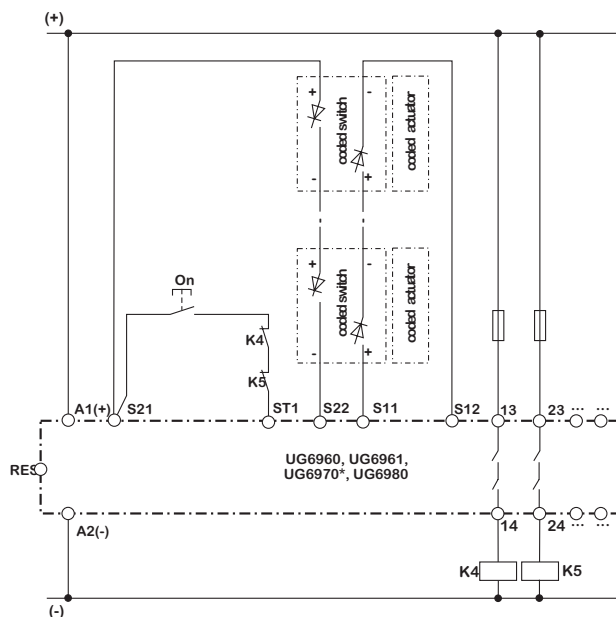 (+)
+
-
coded switch
coded actuator
-
+
+
-
coded switch
coded actuator
-
+
On
K4
K5
A1(+)
S21
ST1
S22
S11
S12
13
23
...
...
UG6960, UG6961,
UG6970*, UG6980
RES
A2(-)
14
24
...
...
K4
K5
(-)